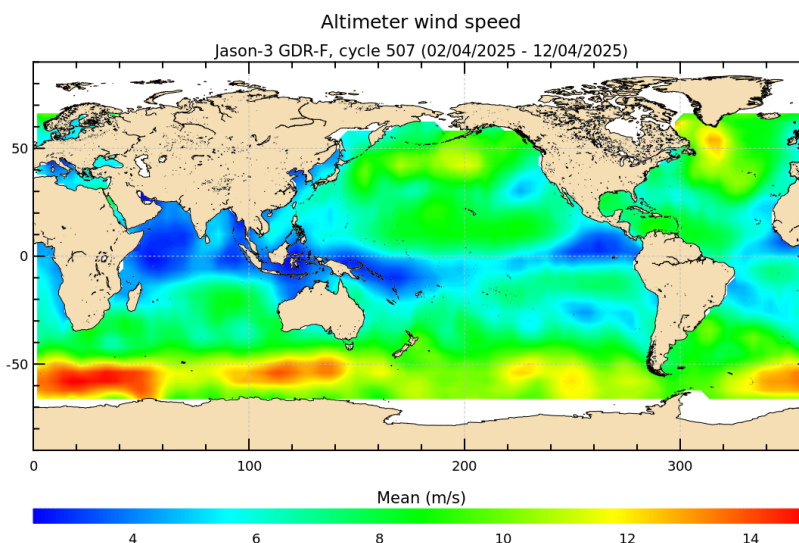 Altimeter wind speed
Jason-3 GDR-F, cycle 507 (02/04/2025 - 12/04/2025)
50
0
-50
0 100 200 300
Mean (m/s)
4 6 8 10 12 14